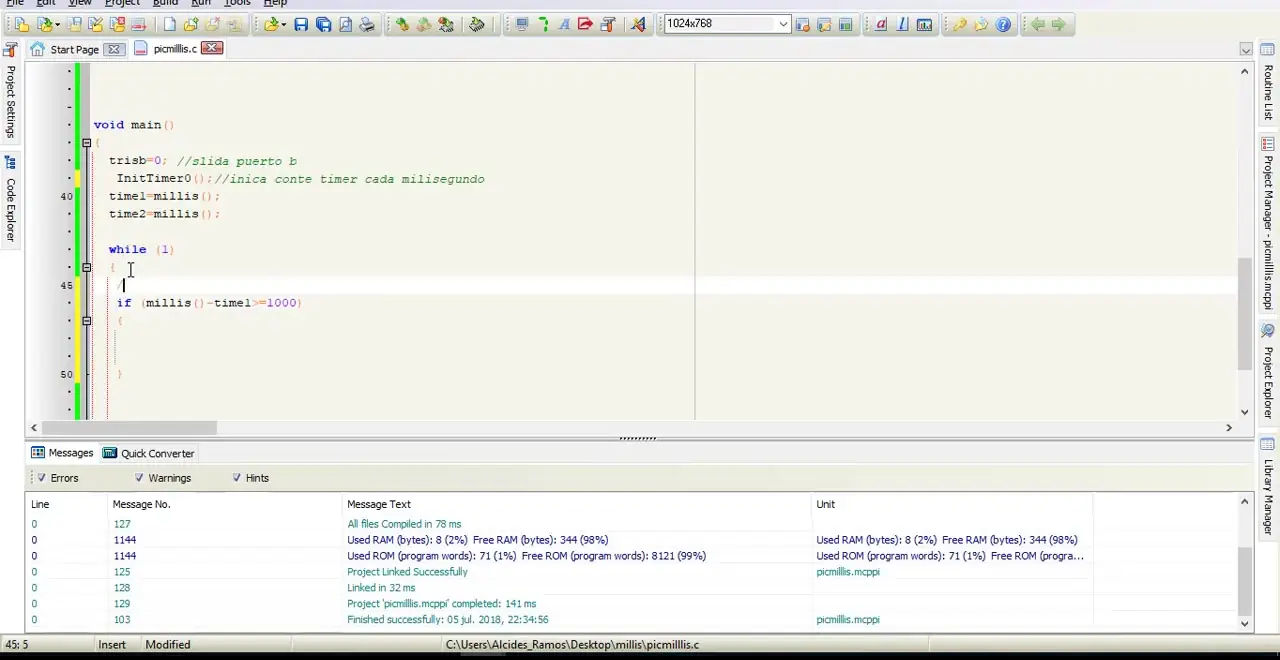 File Edit View Project Build Run Tools Help
1024x768
Start Page picmillis.c
Project Settings
Code Explorer
Routine List
Project Manager - picmilllis.mcppi
Project Explorer
Library Manager
void main()
{
trisb=0; //slida puerto b
InitTimer0();//inica conte timer cada milisegundo
40 time1=millis();
time2=millis();
while (1)
{
45 /
if (millis()-time1>=1000)
{
50 }
Messages Quick Converter
Errors Warnings Hints
Line Message No. Message Text Unit
0 127 All files Compiled in 78 ms
0 1144 Used RAM (bytes): 8 (2%) Free RAM (bytes): 344 (98%) Used RAM (bytes): 8 (2%) Free RAM (bytes): 344 (98%)
0 1144 Used ROM (program words): 71 (1%) Free ROM (program words): 8121 (99%) Used ROM (program words): 71 (1%) Free ROM (progra...
0 125 Project Linked Successfully picmilllis.mcppi
0 128 Linked in 32 ms
0 129 Project 'picmilllis.mcppi' completed: 141 ms
0 103 Finished successfully: 05 jul. 2018, 22:34:56 picmilllis.mcppi
45: 5 Insert Modified C:\Users\Alcides_Ramos\Desktop\millis\picmilllis.c